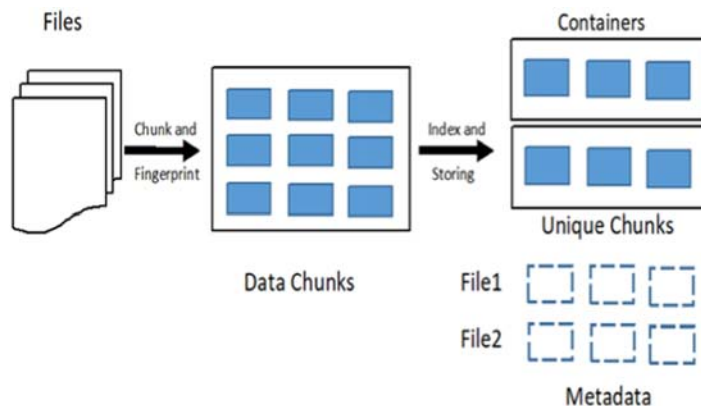 Files
Containers
Chunk and
Fingerprint
Index and
Storing
Data Chunks
Unique Chunks
File1
File2
Metadata